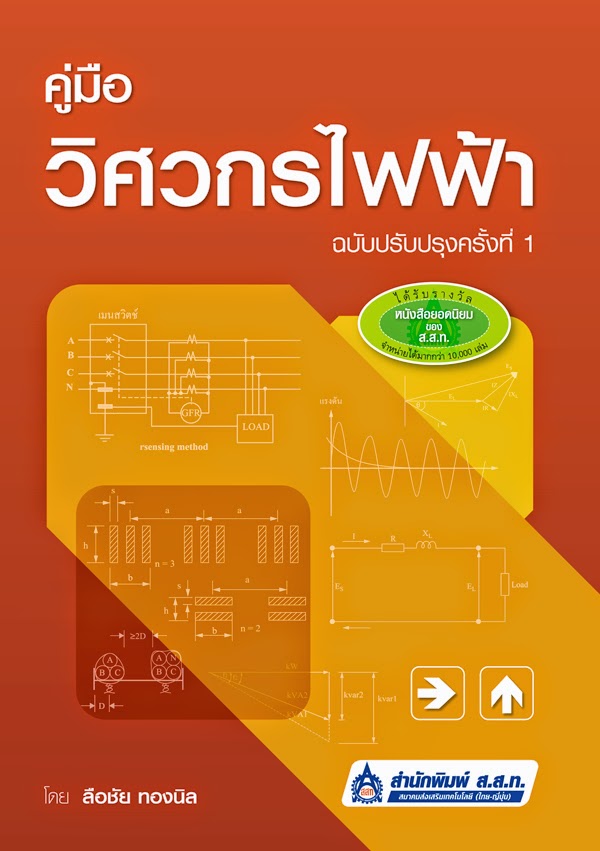 คู่มือ
วิศวกรไฟฟ้า
ฉบับปรับปรุงครั้งที่ 1
ได้รับรางวัล
หนังสือยอดนิยม
ของ
ส.ส.ท.
จำหน่ายได้มากกว่า 10,000 เล่ม
เมนสวิตช์
A
B
C
N
GFR
LOAD
rsensing method
แรงดัน
s
a
a
h
b
n = 3
a
s
h
b
n = 2
≥2D
A
B C
A N
B C
D
I
R
XL
ES
EL
Load
kW
kVA2
kVA1
kvar2
kvar1
โดย ลือชัย ทองนิล
ส.ส.ท
สำนักพิมพ์ ส.ส.ท.
สมาคมส่งเสริมเทคโนโลยี (ไทย-ญี่ปุ่น)